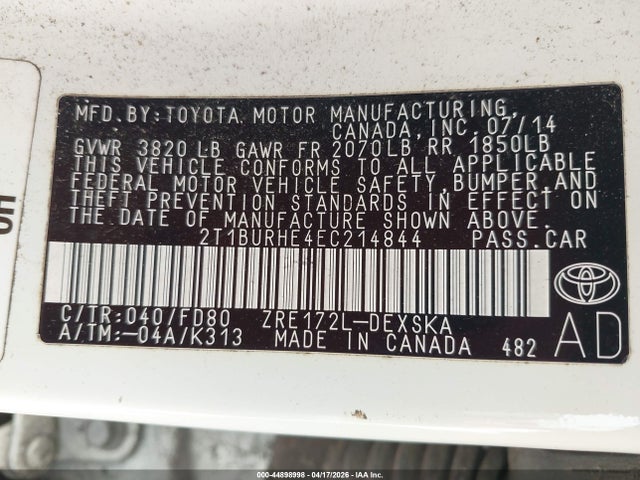 MFD. BY: TOYOTA MOTOR MANUFACTURING,
CANADA, INC. 07/14
GVWR 3820 LB GAWR FR 2070LB RR 1850LB
THIS VEHICLE CONFORMS TO ALL APPLICABLE
FEDERAL MOTOR VEHICLE SAFETY, BUMPER, AND
THEFT PREVENTION STANDARDS IN EFFECT ON
THE DATE OF MANUFACTURE SHOWN ABOVE.
2T1BURHE4EC214844 PASS. CAR
C/TR: 040/FD80 ZRE172L-DEXSKA
A/TM: -04A/K313 MADE IN CANADA 482
AD
000-44898998 04/17/2026 - IAA Inc.